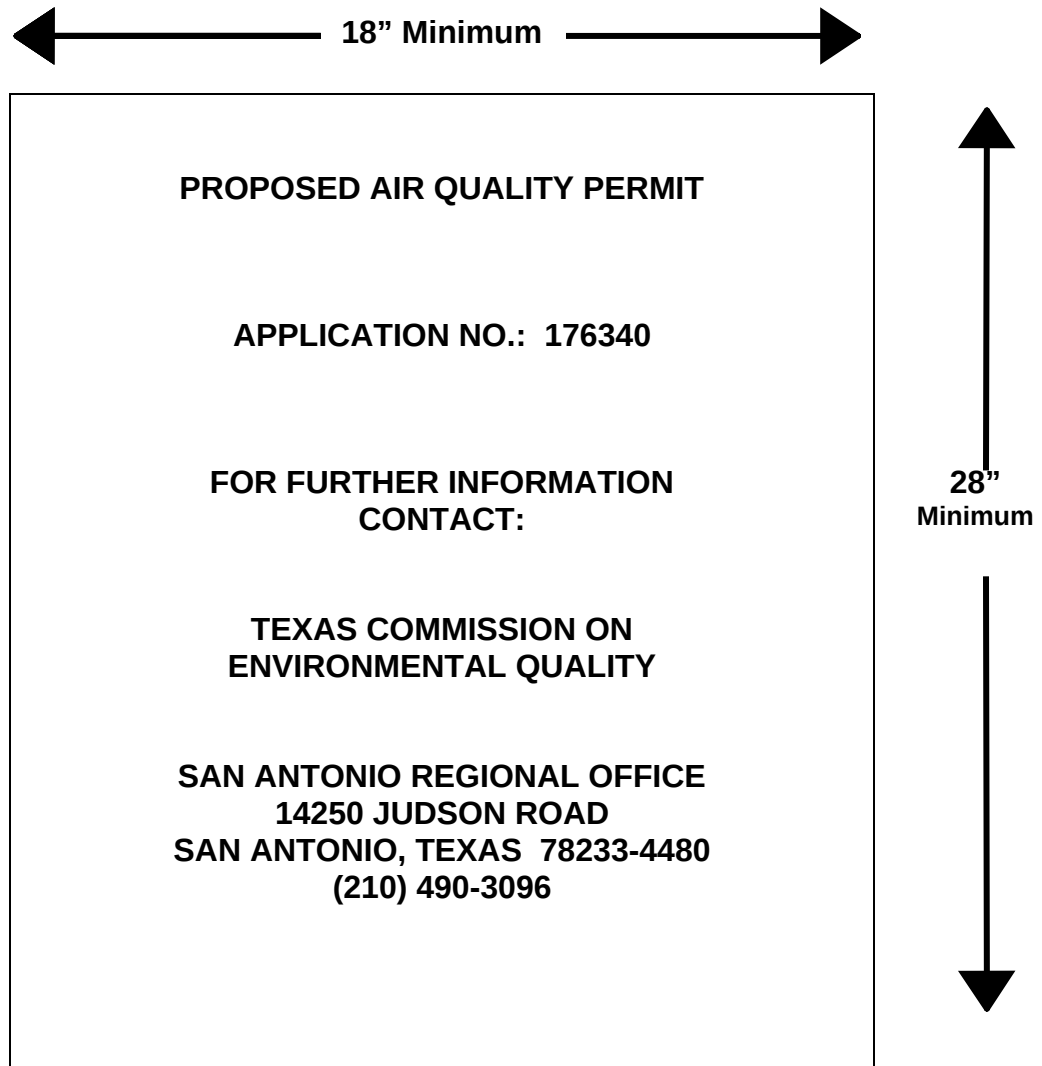 18” Minimum
PROPOSED AIR QUALITY PERMIT
APPLICATION NO.: 176340
FOR FURTHER INFORMATION
CONTACT:
TEXAS COMMISSION ON
ENVIRONMENTAL QUALITY
SAN ANTONIO REGIONAL OFFICE
14250 JUDSON ROAD
SAN ANTONIO, TEXAS 78233-4480
(210) 490-3096
28”
Minimum